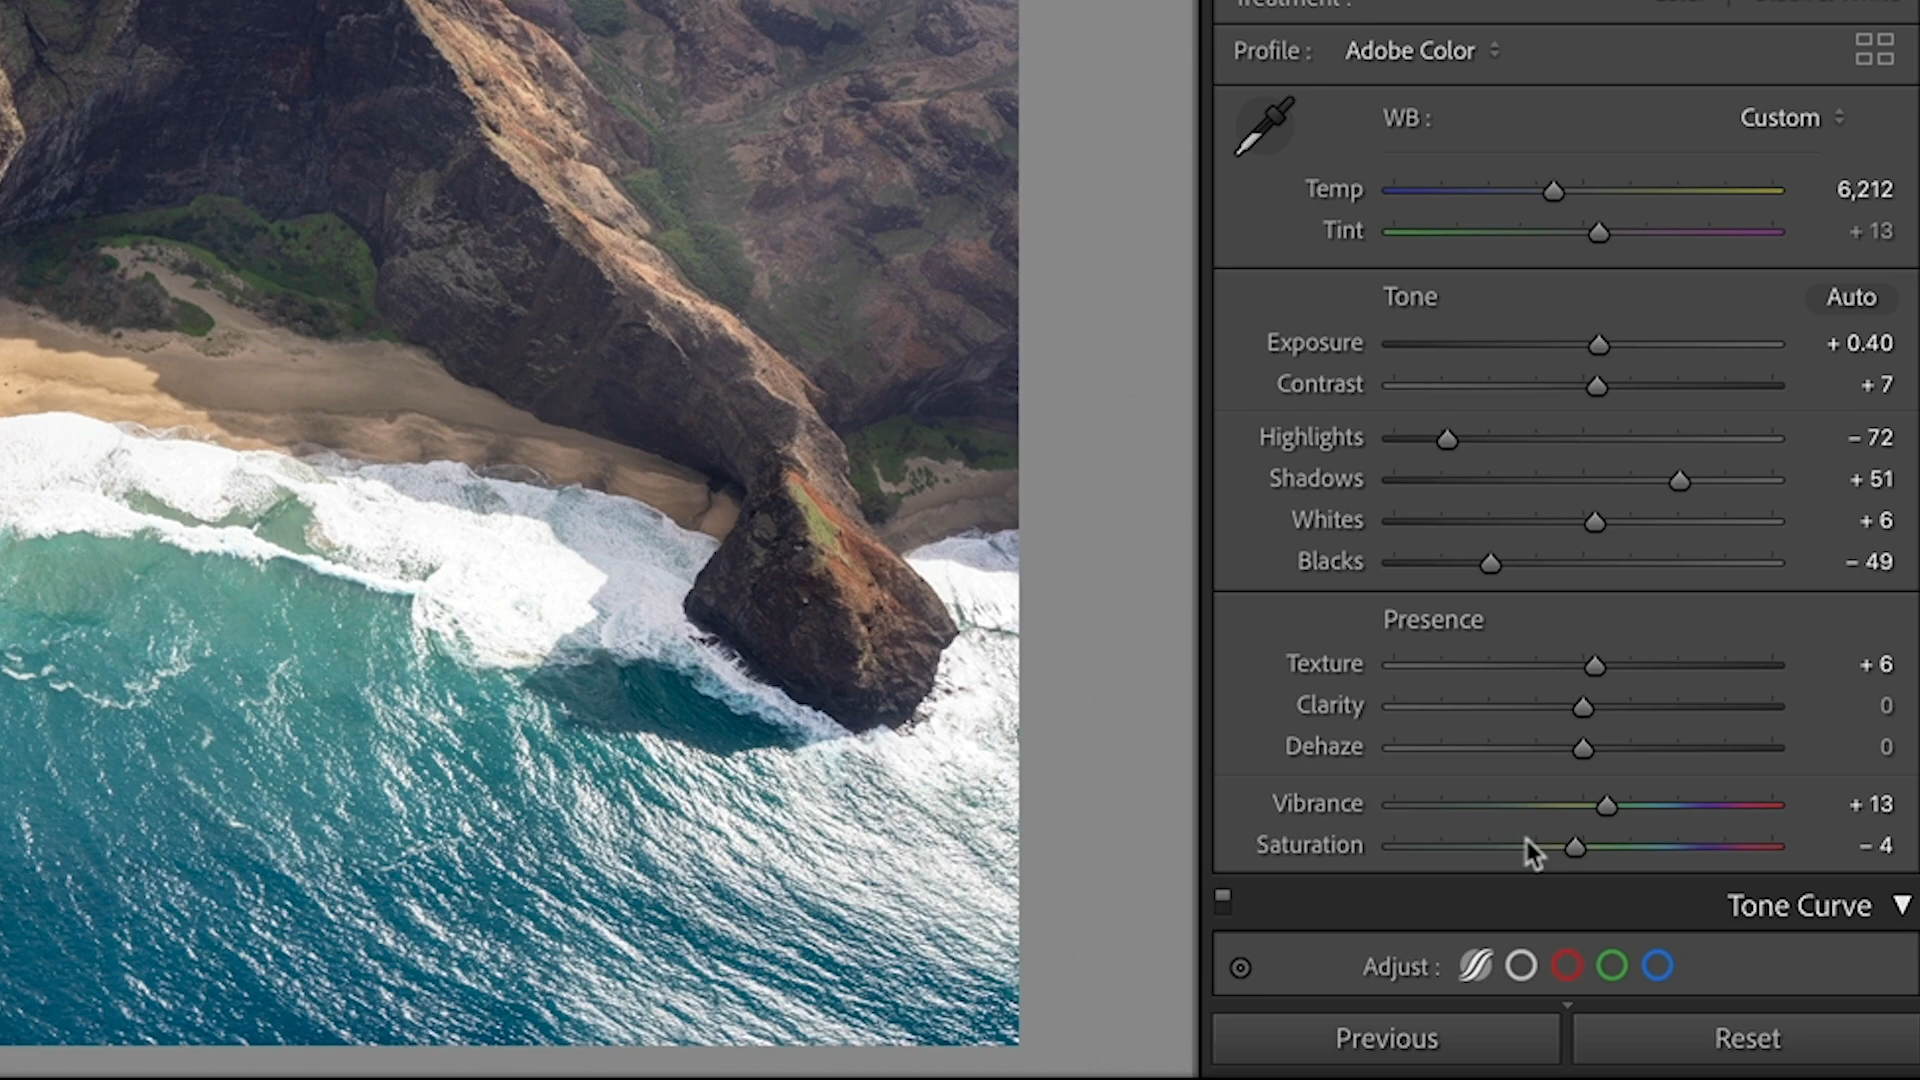 Treatment :
Profile : Adobe Color
WB : Custom
Temp 6,212
Tint + 13
Tone Auto
Exposure + 0.40
Contrast + 7
Highlights – 72
Shadows + 51
Whites + 6
Blacks – 49
Presence
Texture + 6
Clarity 0
Dehaze 0
Vibrance + 13
Saturation – 4
Tone Curve
Adjust :
Previous Reset